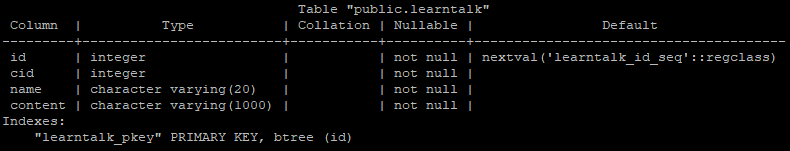 Table "public.learntalk"
Column | Type | Collation | Nullable | Default
---------+-------------------------+-----------+----------+---------------------------------------
id | integer | | not null | nextval('learntalk_id_seq'::regclass)
cid | integer | | not null |
name | character varying(20) | | not null |
content | character varying(1000) | | not null |
Indexes:
"learntalk_pkey" PRIMARY KEY, btree (id)